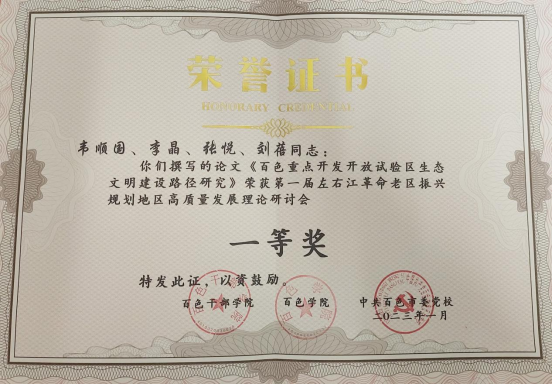 荣誉证书
HONORARY CREDENTIAL
韦顺国、李晶、张悦、刘蓓同志：
你们撰写的论文《百色重点开发开放试验区生态
文明建设路径研究》荣获第一届左右江革命老区振兴
规划地区高质量发展理论研讨会
一等奖
特发此证，以资鼓励。
百色干部学院 百色学院 中共百色市委党校
二〇二三年一月